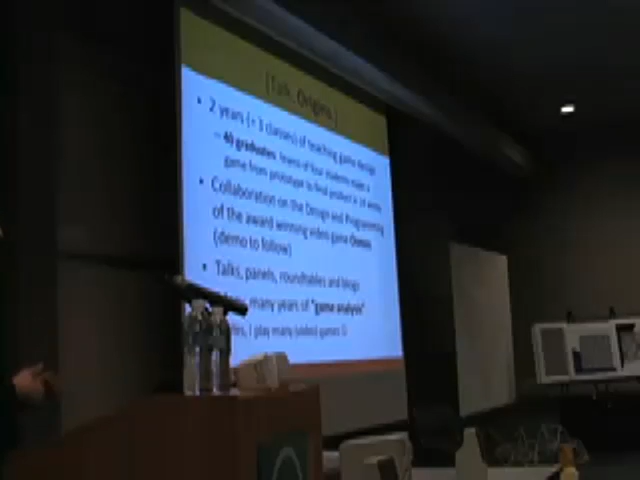 [Talk. Origins.]
• 2 years (+ 3 classes) of teaching game design
– 40 graduates: teams of four students make a
game from prototype to final product in 14 weeks
• Collaboration on the Design and Programming
of the award winning video game Osmos
(demo to follow)
• Talks, panels, roundtables and blogs
many years of "game analysis"
I play many (video) games